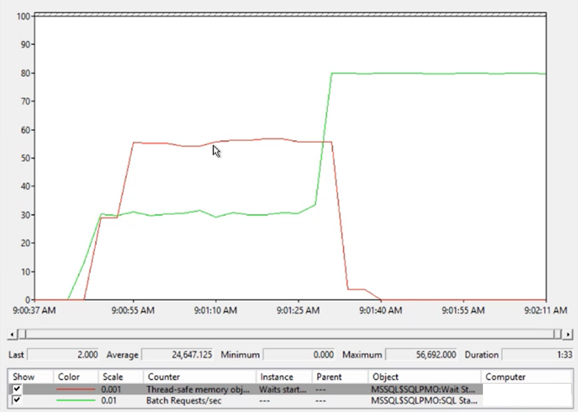 100
90
80
70
60
50
40
30
20
10
0
9:00:37 AM 9:00:55 AM 9:01:10 AM 9:01:25 AM 9:01:40 AM 9:01:55 AM 9:02:11 AM
Last 2.000 Average 24,647.125 Minimum 0.000 Maximum 56,692.000 Duration 1:33
Show Color Scale Counter Instance Parent Object Computer
0.001 Thread-safe memory obj... Waits start... --- MSSQL$SQLPMO:Wait St...
0.01 Batch Requests/sec --- --- MSSQL$SQLPMO:SQL Sta...